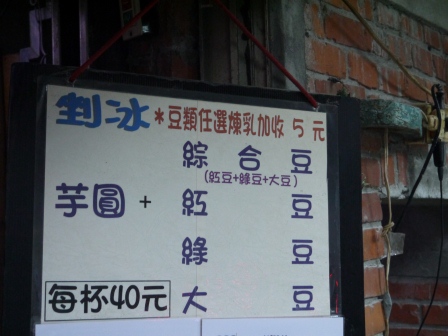 剉冰 *豆類任選煉乳加收 5 元
綜合豆
(紅豆+綠豆+大豆)
芋圓 + 紅豆
綠豆
每杯40元 大豆